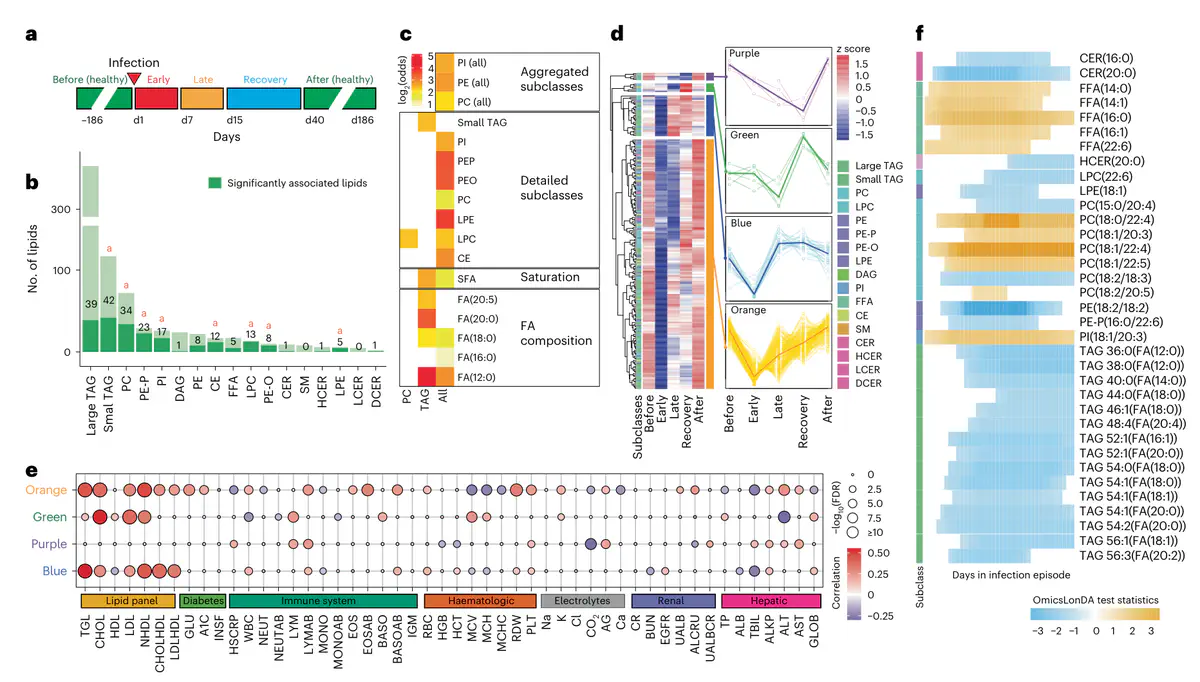 a
Infection
Before (healthy)
Early
Late
Recovery
After (healthy)
–186
d1
d7
d15
d40
d186
Days
b
No. of lipids
300
100
0
Significantly associated lipids
a
a
a
a
a
a
a
a
39
42
34
23
17
1
8
12
5
13
8
1
0
1
5
0
1
Large TAG
Small TAG
PC
PE-P
PI
DAG
PE
CE
FFA
LPC
PE-O
CER
SM
HCER
LPE
LCER
DCER
c
log2(odds)
5
4
3
2
1
PI (all)
PE (all)
PC (all)
Aggregated
subclasses
Small TAG
PI
PEP
PEO
PC
LPE
LPC
CE
Detailed
subclasses
SFA
Saturation
FA(20:5)
FA(20:0)
FA(18:0)
FA(16:0)
FA(12:0)
FA
composition
PC
TAG
All
d
Purple
Green
Blue
Orange
Subclasses
Before
Early
Late
Recovery
After
Before
Early
Late
Recovery
After
z score
1.5
1.0
0.5
0
–0.5
–1.0
–1.5
Large TAG
Small TAG
PC
LPC
PE
PE-P
PE-O
LPE
DAG
PI
FFA
CE
SM
CER
HCER
LCER
DCER
e
Orange
Green
Purple
Blue
Lipid panel
Diabetes
Immune system
Haematologic
Electrolytes
Renal
Hepatic
TGL
CHOL
HDL
LDL
NHDL
CHOLHDL
LDLHDL
GLU
A1C
INSF
HSCRP
WBC
NEUT
NEUTAB
LYM
LYMAB
MONO
MONOAB
EOS
EOSAB
BASO
BASOAB
IGM
RBC
HGB
HCT
MCV
MCH
MCHC
RDW
PLT
Na
K
Cl
CO2
AG
Ca
CR
BUN
EGFR
UALB
ALCRU
UALBCR
TP
ALB
TBIL
ALKP
ALT
AST
GLOB
–log10(FDR)
0
2.5
5.0
7.5
≥10
Correlation
0.50
0.25
0
–0.25
f
CER(16:0)
CER(20:0)
FFA(14:0)
FFA(14:1)
FFA(16:0)
FFA(16:1)
FFA(22:6)
HCER(20:0)
LPC(22:6)
LPE(18:1)
PC(15:0/20:4)
PC(18:0/22:4)
PC(18:1/20:3)
PC(18:1/22:4)
PC(18:1/22:5)
PC(18:2/18:3)
PC(18:2/20:5)
PE(18:2/18:2)
PE-P(16:0/22:6)
PI(18:1/20:3)
TAG 36:0(FA(12:0))
TAG 38:0(FA(12:0))
TAG 40:0(FA(14:0))
TAG 44:0(FA(18:0))
TAG 46:1(FA(18:0))
TAG 48:4(FA(20:4))
TAG 52:1(FA(16:1))
TAG 52:1(FA(20:0))
TAG 54:0(FA(18:0))
TAG 54:1(FA(18:0))
TAG 54:1(FA(18:1))
TAG 54:1(FA(20:0))
TAG 54:2(FA(20:0))
TAG 56:1(FA(18:1))
TAG 56:3(FA(20:2))
Subclass
Days in infection episode
OmicsLonDA test statistics
–3 –2 –1 0 1 2 3